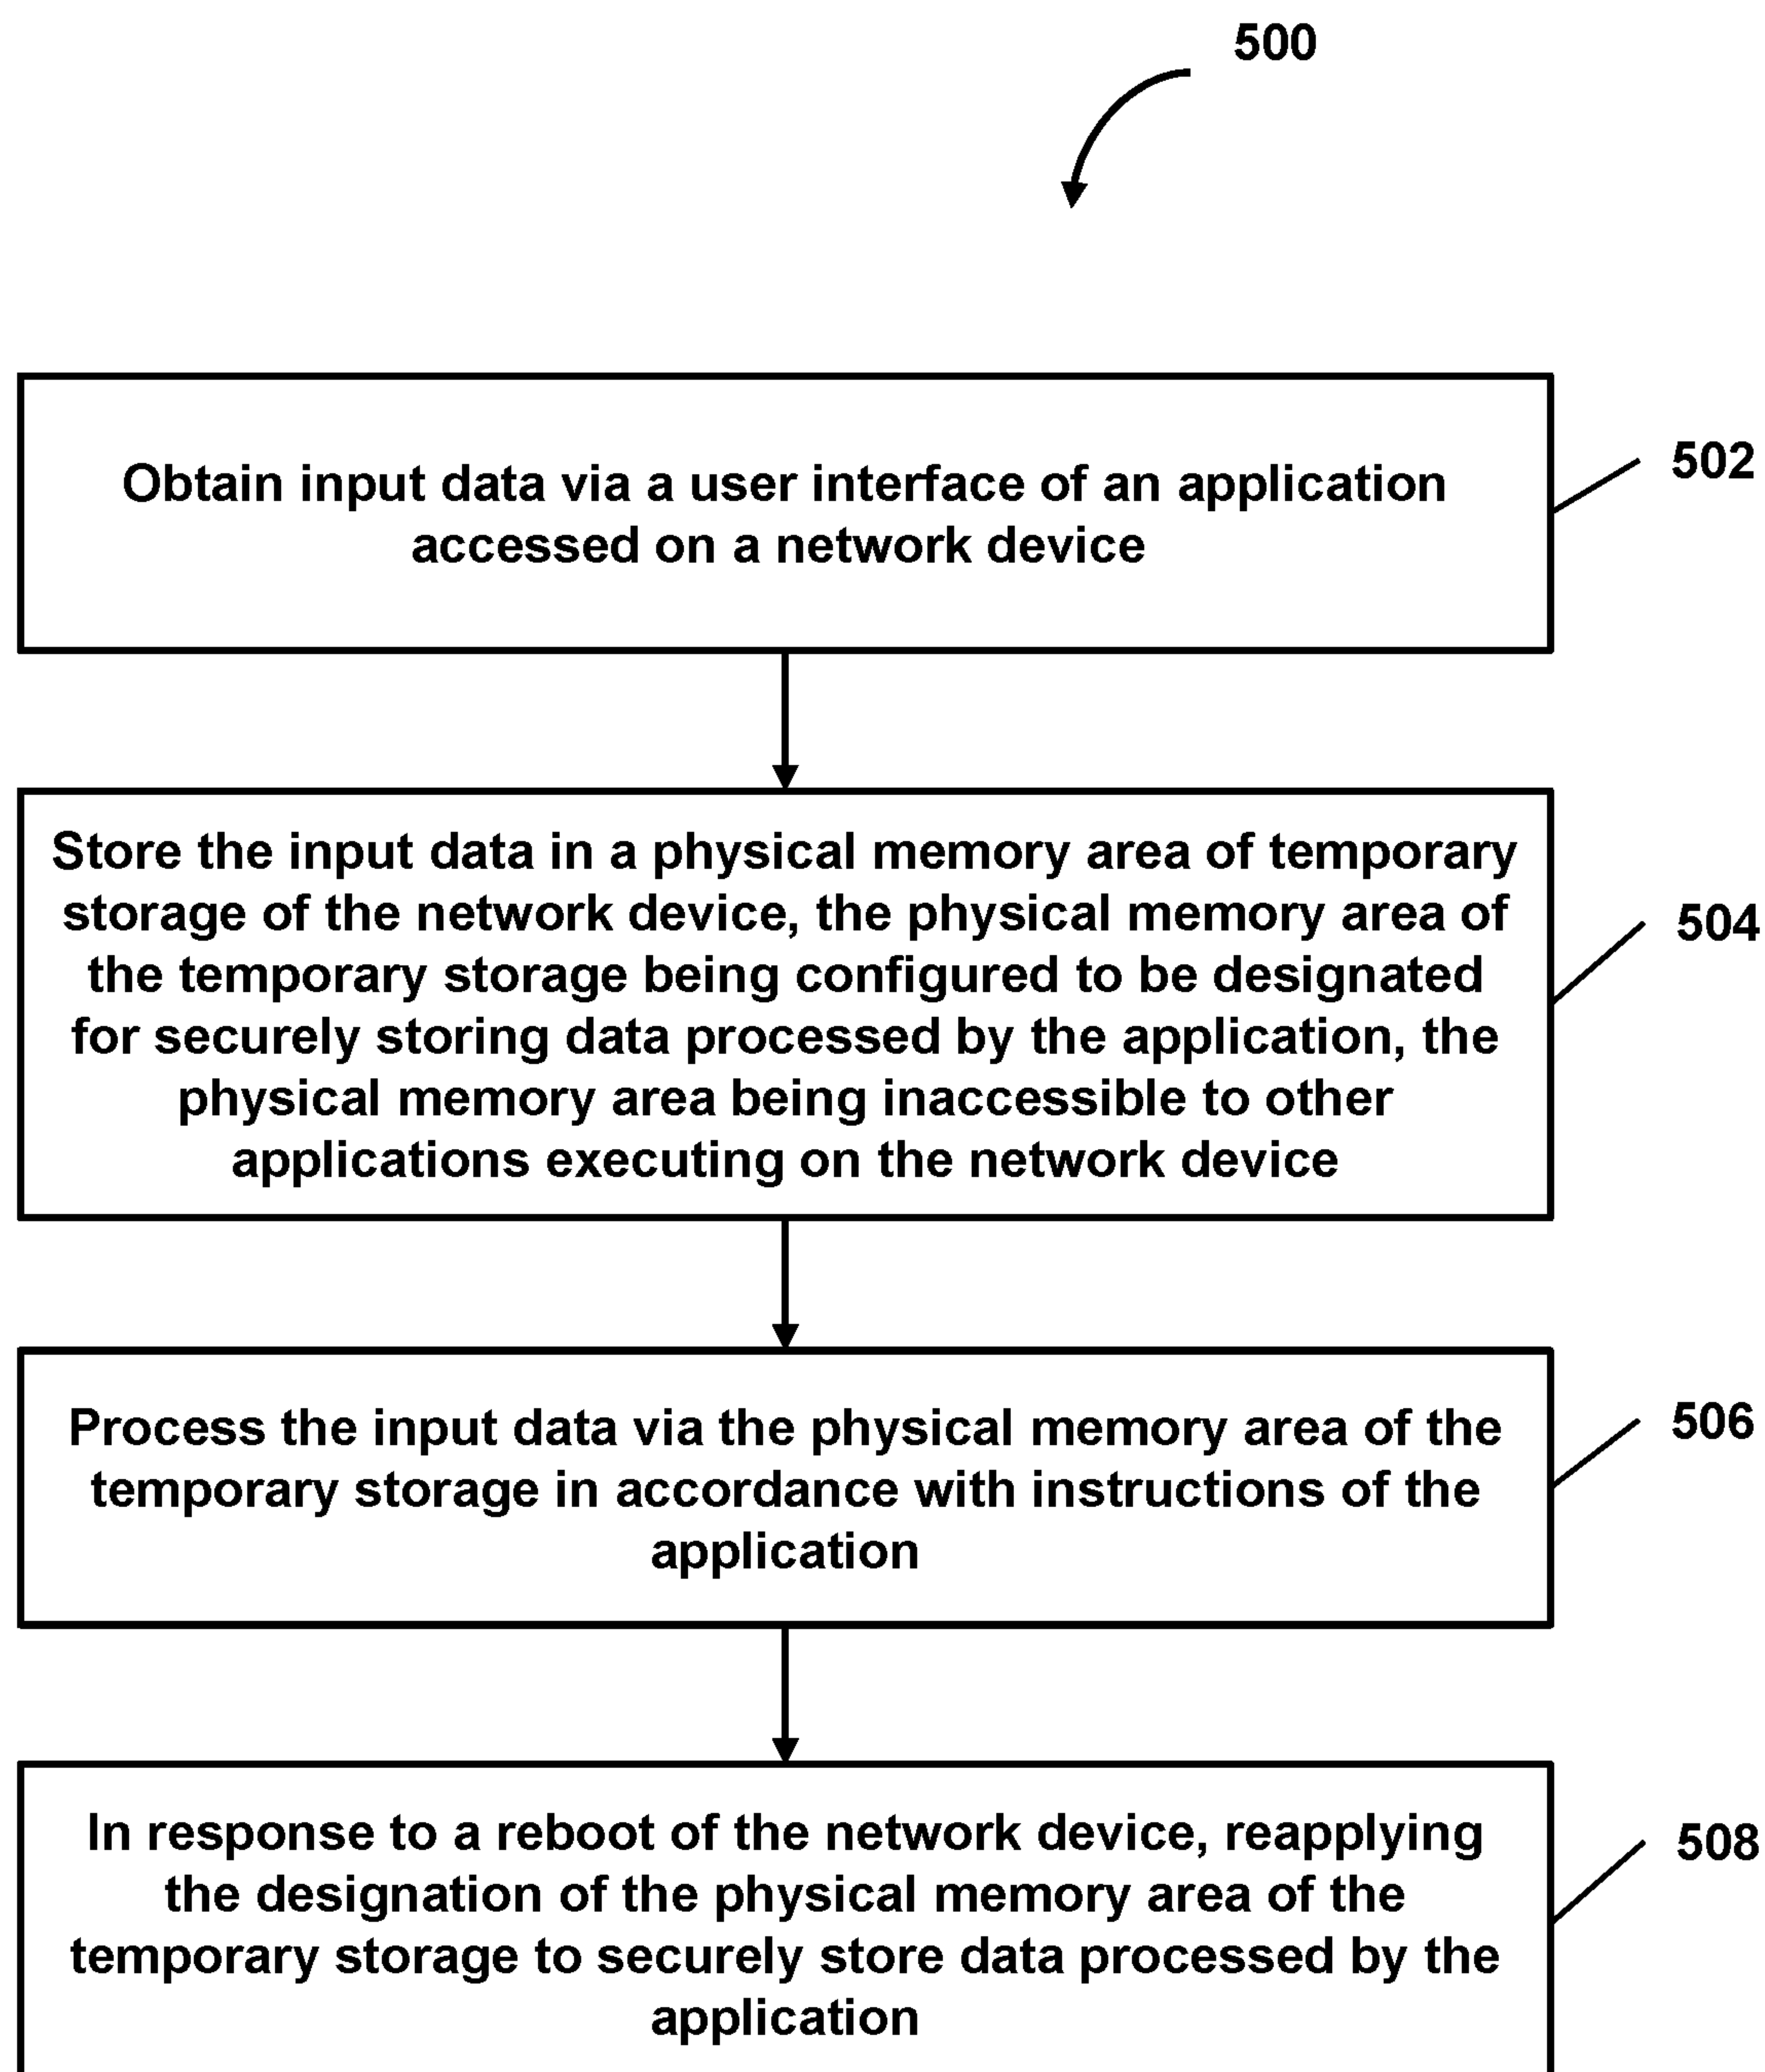 500
Obtain input data via a user interface of an application
accessed on a network device
502
Store the input data in a physical memory area of temporary
storage of the network device, the physical memory area of
the temporary storage being configured to be designated
for securely storing data processed by the application, the
physical memory area being inaccessible to other
applications executing on the network device
504
Process the input data via the physical memory area of the
temporary storage in accordance with instructions of the
application
506
In response to a reboot of the network device, reapplying
the designation of the physical memory area of the
temporary storage to securely store data processed by the
application
508